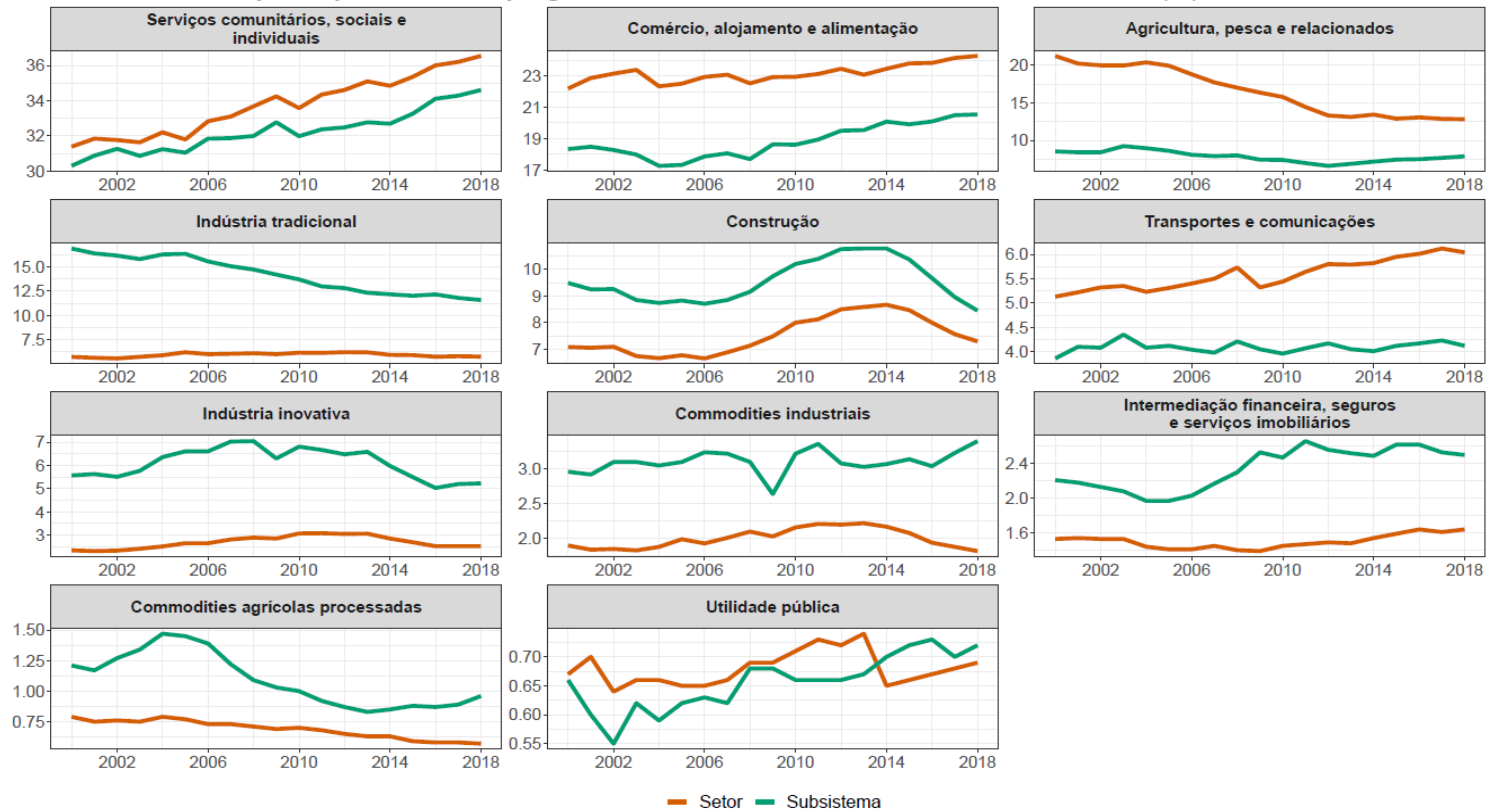 Serviços comunitários, sociais e
individuais
36
34
32
30
2002 2006 2010 2014 2018
Comércio, alojamento e alimentação
23
21
19
17
2002 2006 2010 2014 2018
Agricultura, pesca e relacionados
20
15
10
2002 2006 2010 2014 2018
Indústria tradicional
15.0
12.5
7.5
2002 2006 2010 2014 2018
Construção
10
9
8
7
2002 2006 2010 2014 2018
Transportes e comunicações
6.0
5.5
5.0
4.5
4.0
2002 2006 2010 2014 2018
Indústria inovativa
7
6
5
3
2002 2006 2010 2014 2018
Commodities industriais
3.0
2.5
2.0
2002 2006 2010 2014 2018
Intermediação financeira, seguros
e serviços imobiliários
2.4
2.0
1.6
2002 2006 2010 2014 2018
Commodities agrícolas processadas
1.50
1.25
1.00
0.75
2002 2006 2010 2014 2018
Utilidade pública
0.70
0.65
0.60
0.55
2002 2006 2010 2014 2018
Setor Subsistema